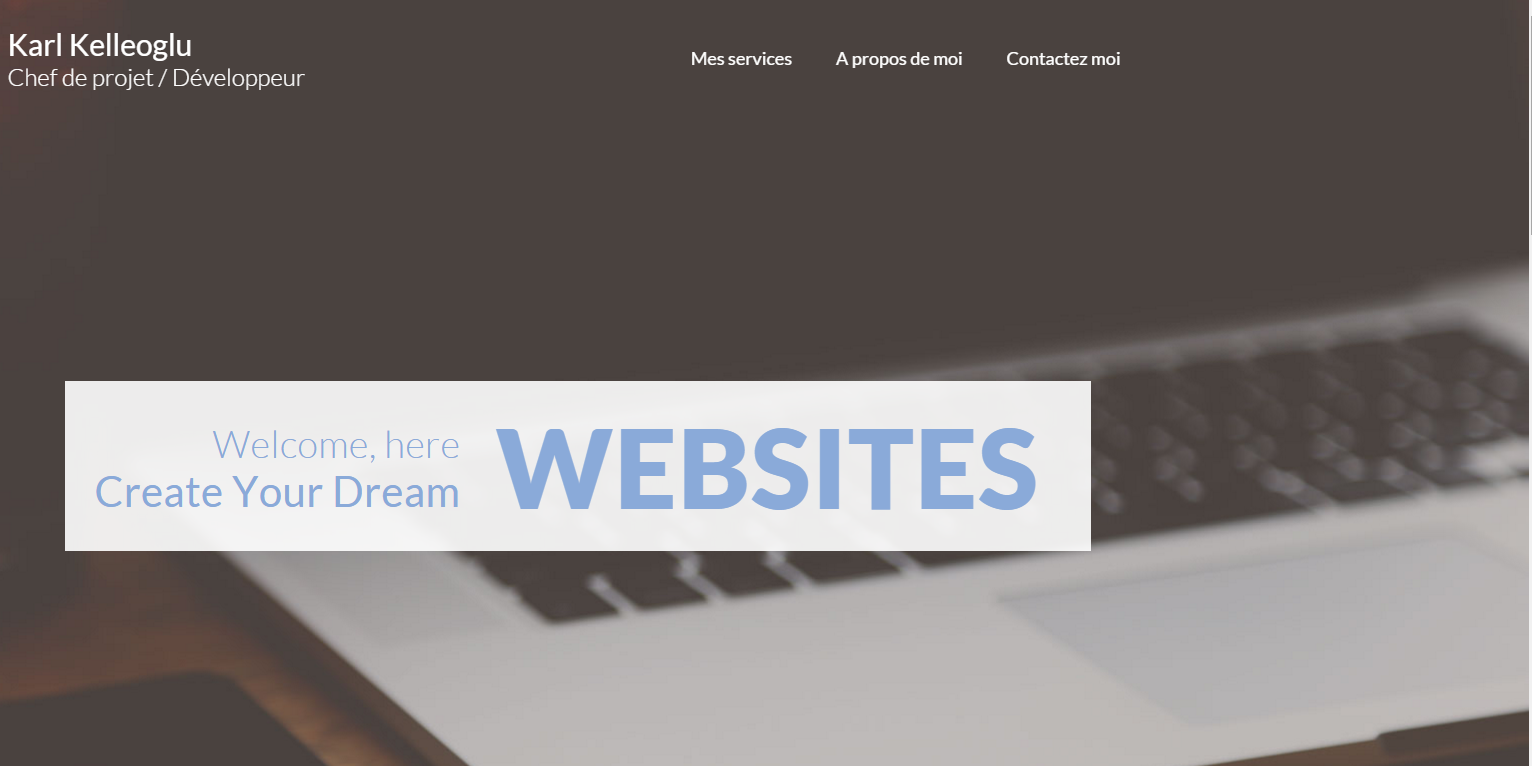 Karl Kelleoglu
Chef de projet / Développeur
Mes services
A propos de moi
Contactez moi
Welcome, here
Create Your Dream
WEBSITES